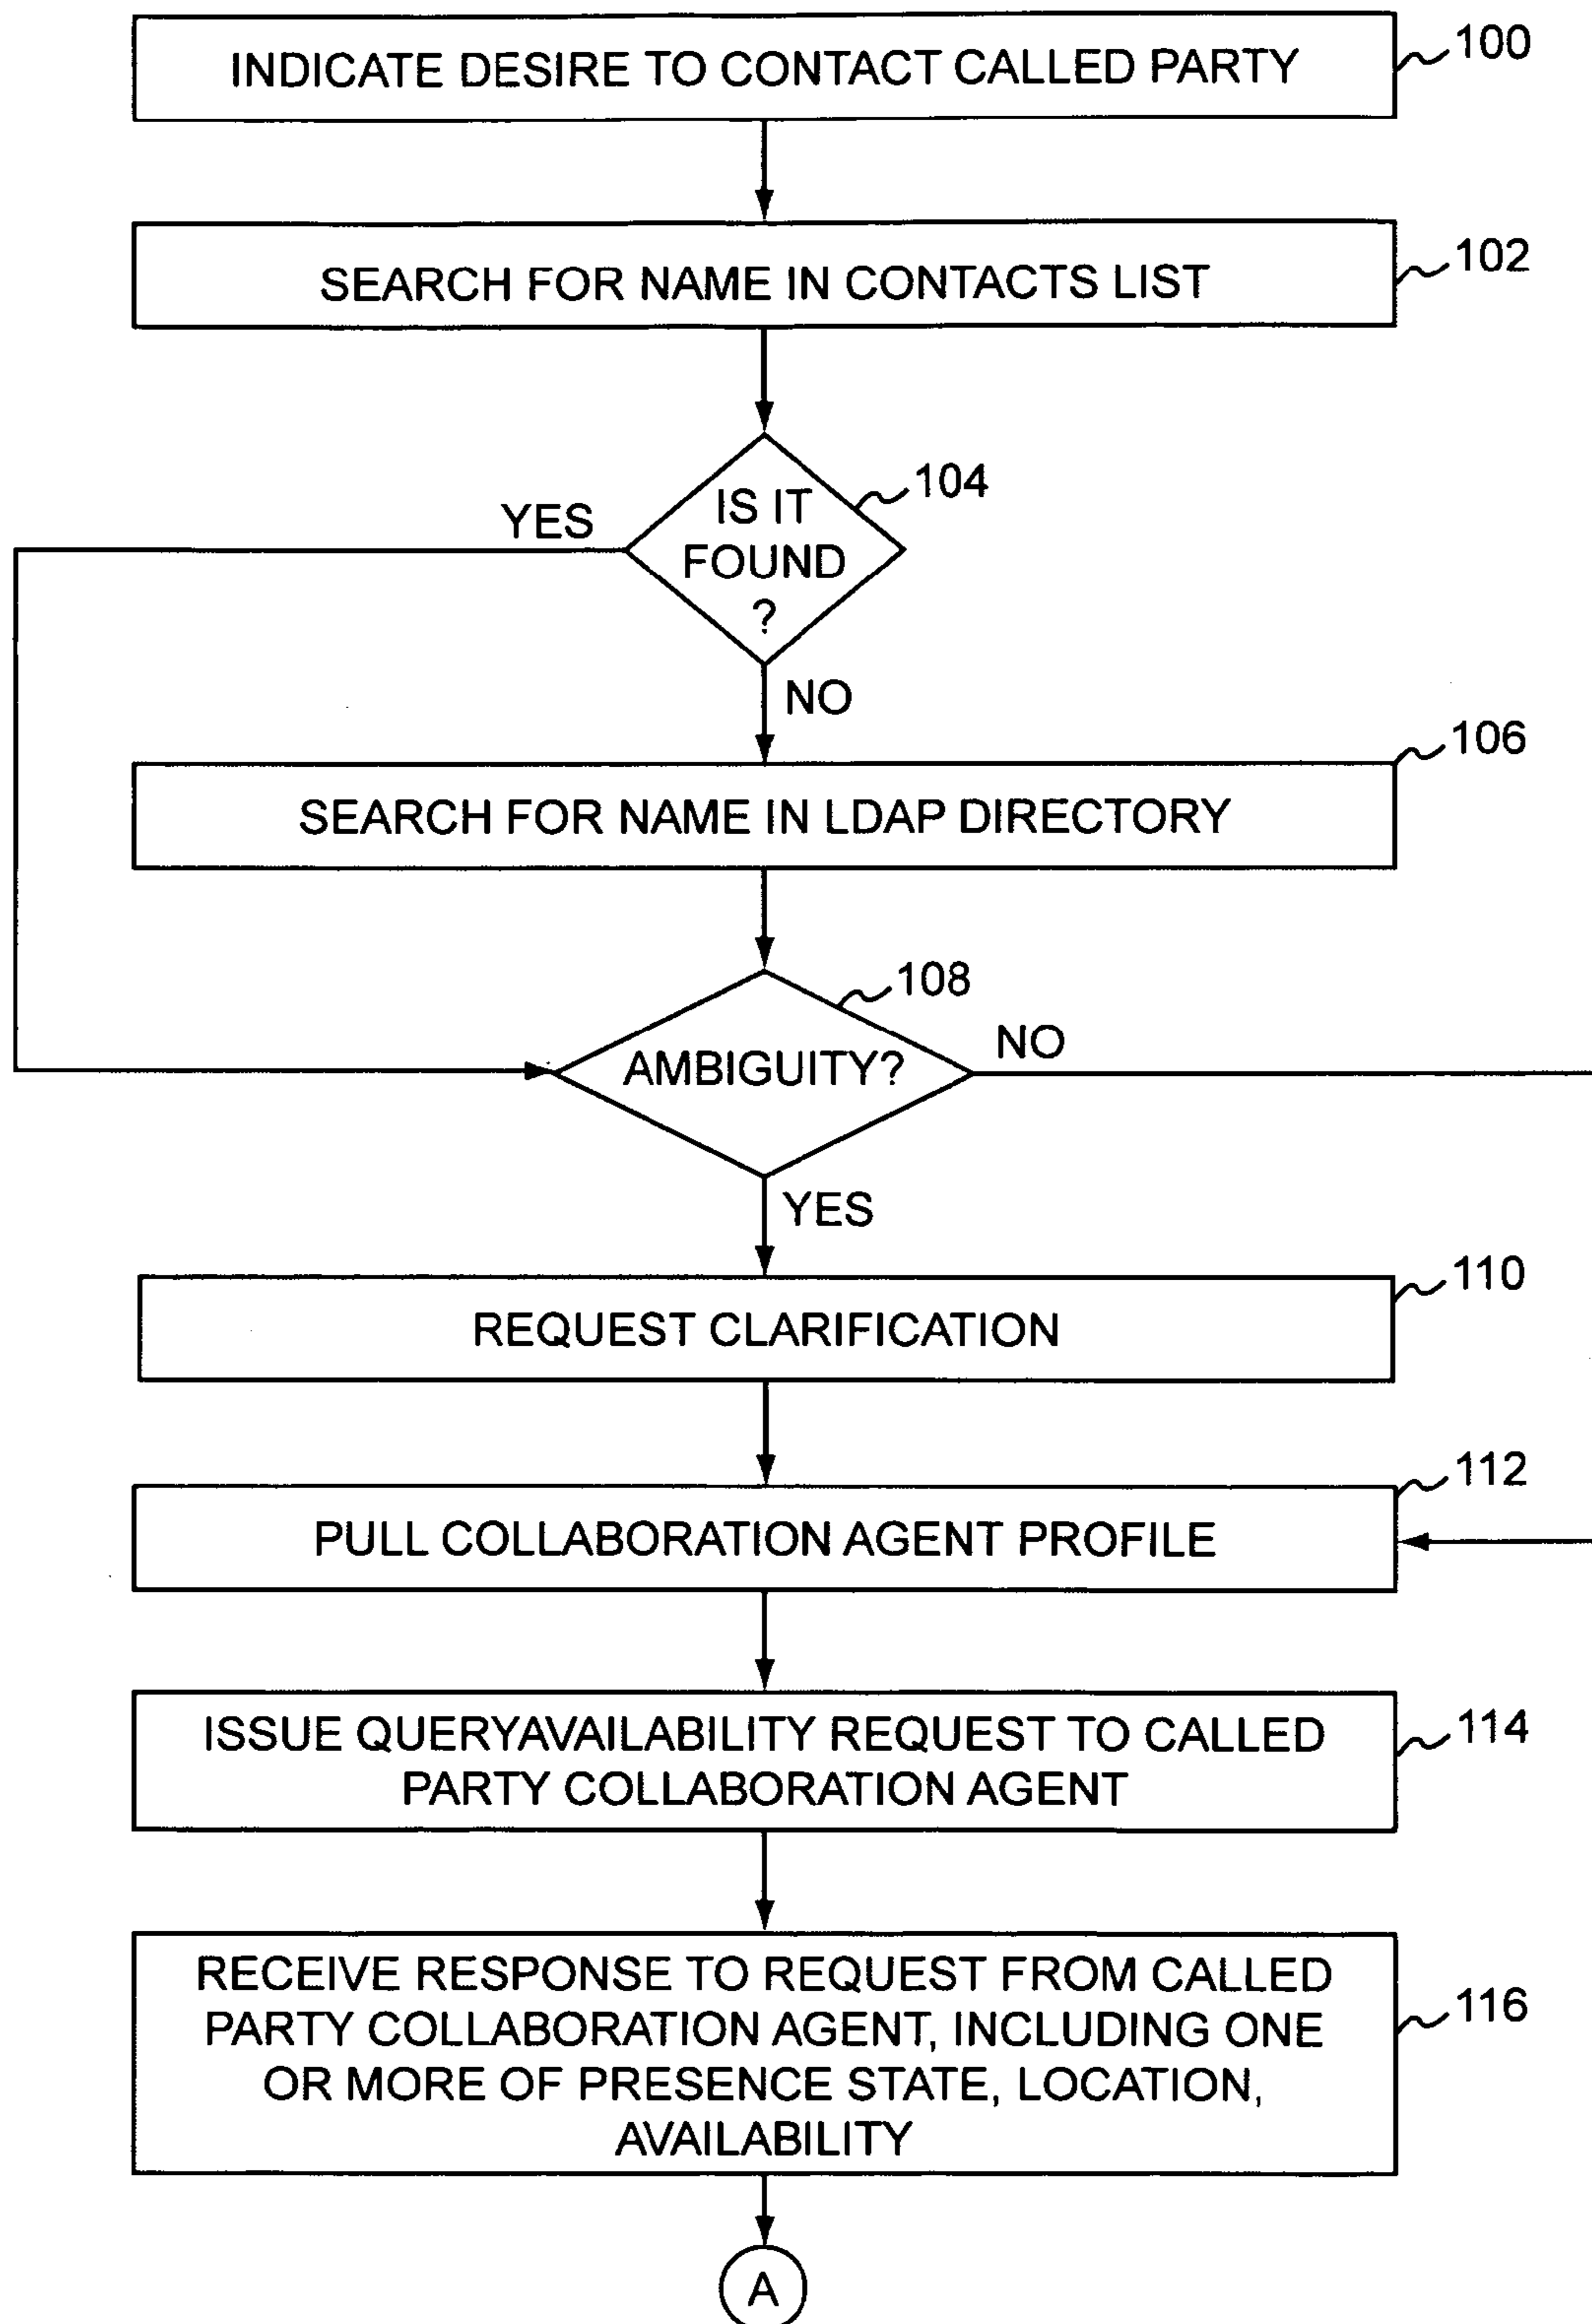 INDICATE DESIRE TO CONTACT CALLED PARTY
100
SEARCH FOR NAME IN CONTACTS LIST
102
104
IS IT
FOUND
?
YES
NO
106
SEARCH FOR NAME IN LDAP DIRECTORY
108
AMBIGUITY?
NO
YES
110
REQUEST CLARIFICATION
112
PULL COLLABORATION AGENT PROFILE
ISSUE QUERYAVAILABILITY REQUEST TO CALLED
PARTY COLLABORATION AGENT
114
RECEIVE RESPONSE TO REQUEST FROM CALLED
PARTY COLLABORATION AGENT, INCLUDING ONE
OR MORE OF PRESENCE STATE, LOCATION,
AVAILABILITY
116
A